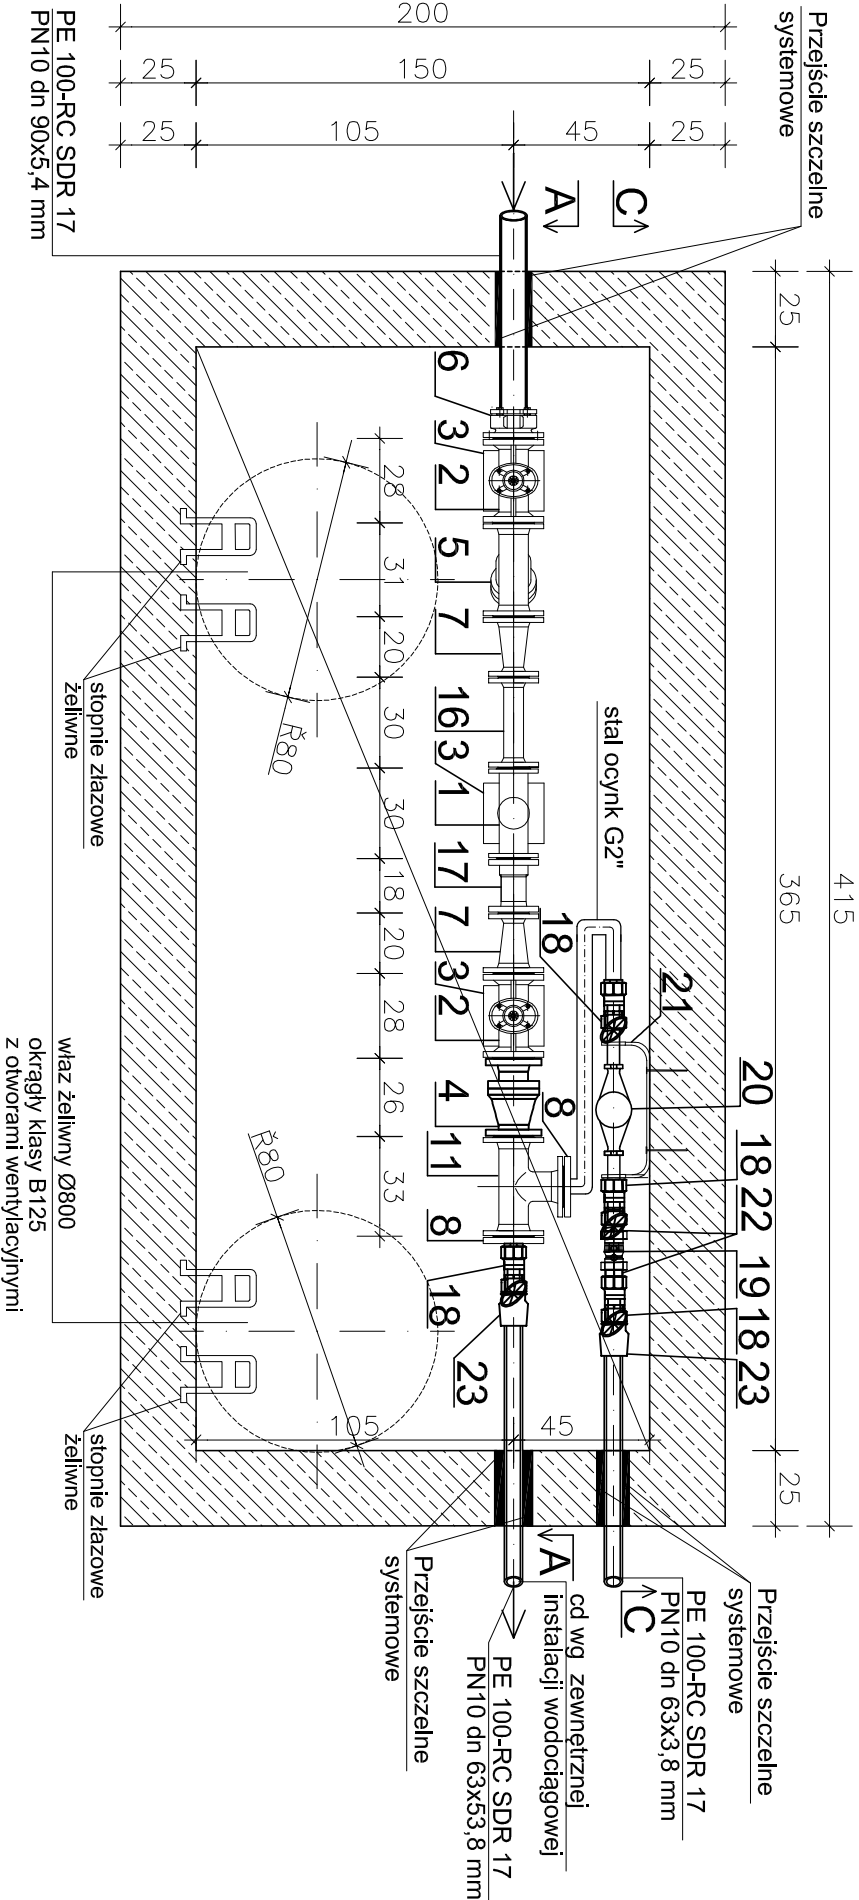 Przejście szczelne
systemowe
200
25
150
25
25
105
45
25
PE 100-RC SDR 17
PN10 dn 90x5,4 mm
A
C
415
25
365
25
6
3
2
5
7
16
3
1
17
7
3
2
4
11
8
18
23
28
31
20
30
30
18
20
28
26
33
stal ocynk G2"
18
21
20
8
18
22
19
18
23
Ř80
Ř80
stopnie złazowe
żeliwne
właz żeliwny Ø800
okrągły klasy B125
z otworami wentylacyjnymi
stopnie złazowe
żeliwne
105
45
A
C
Przejście szczelne
systemowe
PE 100-RC SDR 17
PN10 dn 63x3,8 mm
cd wg zewnętrznej
instalacji wodociągowej
PE 100-RC SDR 17
PN10 dn 63x53,8 mm
Przejście szczelne
systemowe